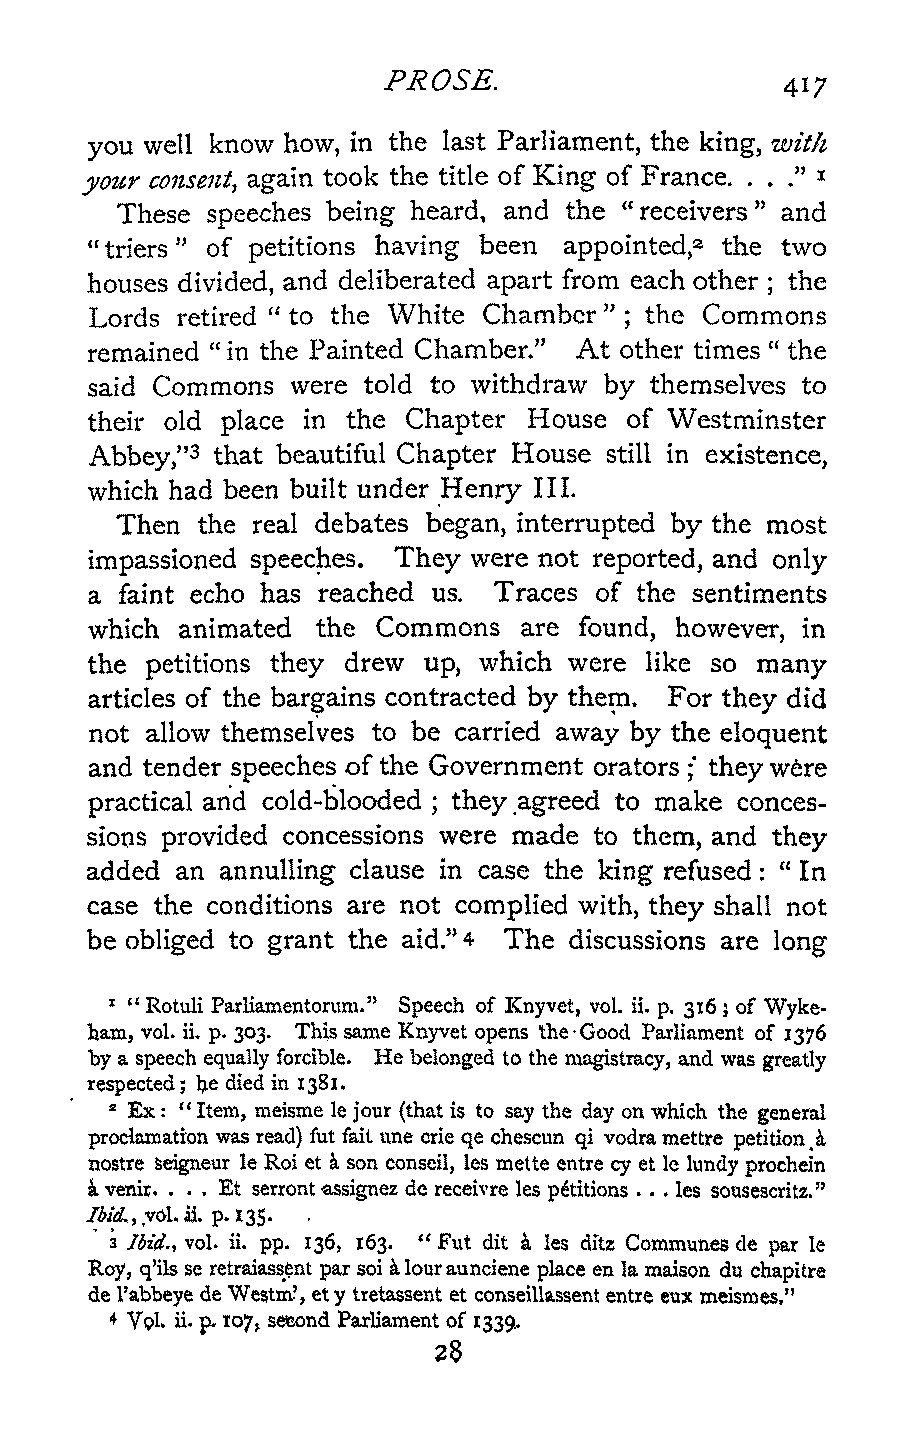 PROSE. 417
you well know how, in the last Parliament, the king, with
your consent, again took the title of King of France. . . ." 1
These speeches being heard, and the "receivers" and
"triers" of petitions having been appointed,2 the two
houses divided, and deliberated apart from each other ; the
Lords retired "to the White Chamber" ; the Commons
remained "in the Painted Chamber." At other times "the
said Commons were told to withdraw by themselves to
their old place in the Chapter House of Westminster
Abbey,"3 that beautiful Chapter House still in existence,
which had been built under Henry III.
Then the real debates began, interrupted by the most
impassioned speeches. They were not reported, and only
a faint echo has reached us. Traces of the sentiments
which animated the Commons are found, however, in
the petitions they drew up, which were like so many
articles of the bargains contracted by them. For they did
not allow themselves to be carried away by the eloquent
and tender speeches of the Government orators ; they were
practical and cold-blooded ; they agreed to make conces-
sions provided concessions were made to them, and they
added an annulling clause in case the king refused : "In
case the conditions are not complied with, they shall not
be obliged to grant the aid." 4 The discussions are long
1 "Rotuli Parliamentorum." Speech of Knyvet, vol. ii. p. 316 ; of Wyke-
ham, vol. ii. p. 303. This same Knyvet opens the Good Parliament of 1376
by a speech equally forcible. He belonged to the magistracy, and was greatly
respected ; he died in 1381.
2 Ex : "Item, meisme le jour (that is to say the day on which the general
proclamation was read) fut fait une crie qe chescun qi vodra mettre petition à
nostre seigneur le Roi et à son conseil, les mette entre cy et le lundy prochein
à venir. . . . Et serront assignez de receivre les pétitions . . . les sousescritz."
Ibid., vol. ii. p. 135.
3 Ibid., vol. ii. pp. 136, 163. "Fut dit à les ditz Communes de par le
Roy, q'ils se retraiassent par soi à lour aunciene place en la maison du chapitre
de l'abbeye de Westm', et y tretassent et conseillassent entre eux meismes."
4 Vol. ii. p. 107, second Parliament of 1339.
28